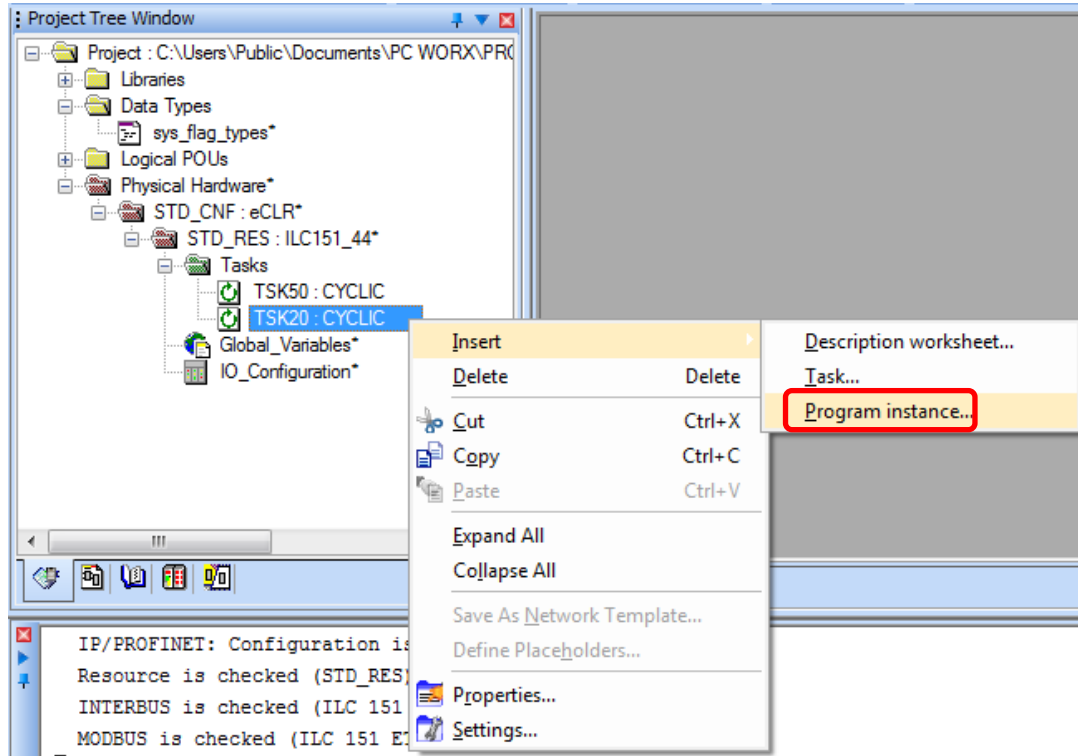 Project Tree Window
Project : C:\Users\Public\Documents\PC WORX\PRO
Libraries
Data Types
sys_flag_types*
Logical POUs
Physical Hardware*
STD_CNF : eCLR*
STD_RES : ILC151_44*
Tasks
TSK50 : CYCLIC
TSK20 : CYCLIC
Global_Variables*
IO_Configuration*
Insert
Delete Delete
Cut Ctrl+X
Copy Ctrl+C
Paste Ctrl+V
Expand All
Collapse All
Save As Network Template...
Define Placeholders...
Properties...
Settings...
Description worksheet...
Task...
Program instance...
IP/PROFINET: Configuration is
Resource is checked (STD_RES)
INTERBUS is checked (ILC 151
MODBUS is checked (ILC 151 ET